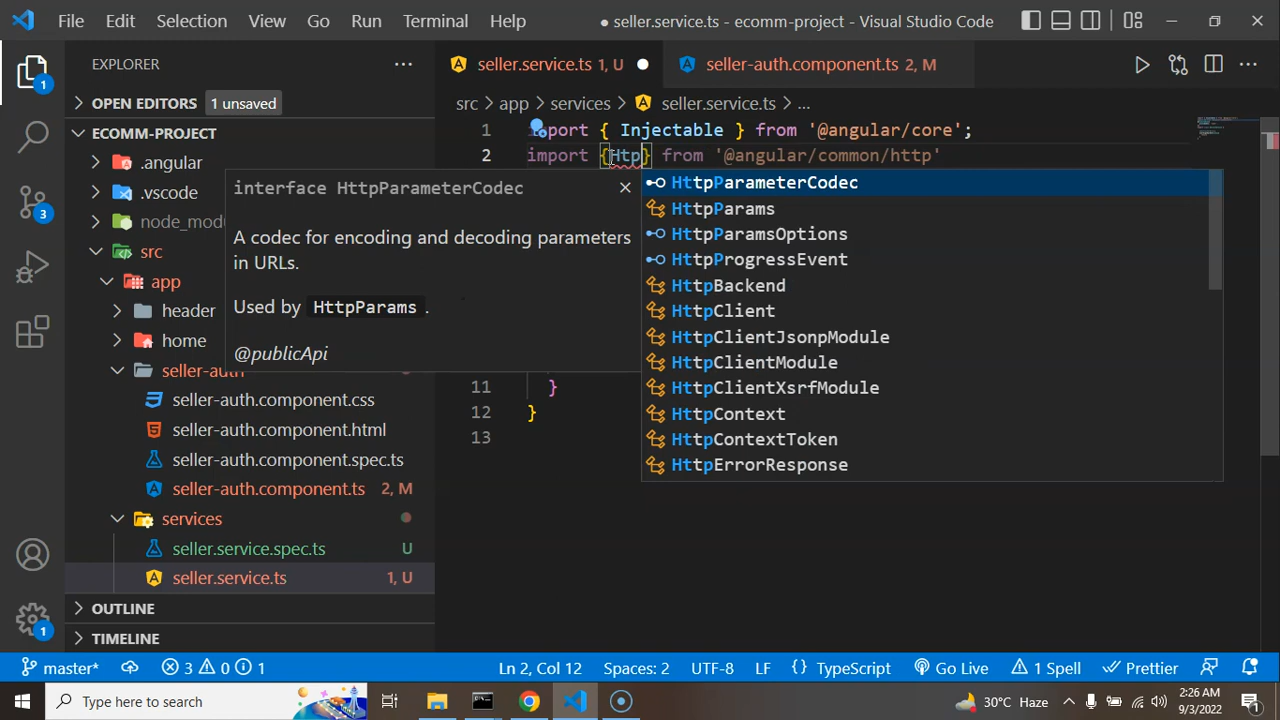 File Edit Selection View Go Run Terminal Help ● seller.service.ts - ecomm-project - Visual Studio Code
EXPLORER
seller.service.ts 1, U
seller-auth.component.ts 2, M
OPEN EDITORS 1 unsaved
src > app > services > seller.service.ts > ...
ECOMM-PROJECT
1 import { Injectable } from '@angular/core';
2 import {Htp} from '@angular/common/http'
.angular
.vscode
node_mod
src
app
header
home
seller-auth
seller-auth.component.css
seller-auth.component.html
seller-auth.component.spec.ts
seller-auth.component.ts 2, M
services
seller.service.spec.ts U
seller.service.ts 1, U
OUTLINE
TIMELINE
interface HttpParameterCodec
A codec for encoding and decoding parameters
in URLs.
Used by HttpParams .
@publicApi
HttpParameterCodec
HttpParams
HttpParamsOptions
HttpProgressEvent
HttpBackend
HttpClient
HttpClientJsonpModule
HttpClientModule
HttpClientXsrfModule
HttpContext
HttpContextToken
HttpErrorResponse
11 }
12 }
13
1
3
1
master* 3 0 1 Ln 2, Col 12 Spaces: 2 UTF-8 LF {} TypeScript Go Live 1 Spell Prettier
Type here to search
30°C Haze
2:26 AM
9/3/2022
1